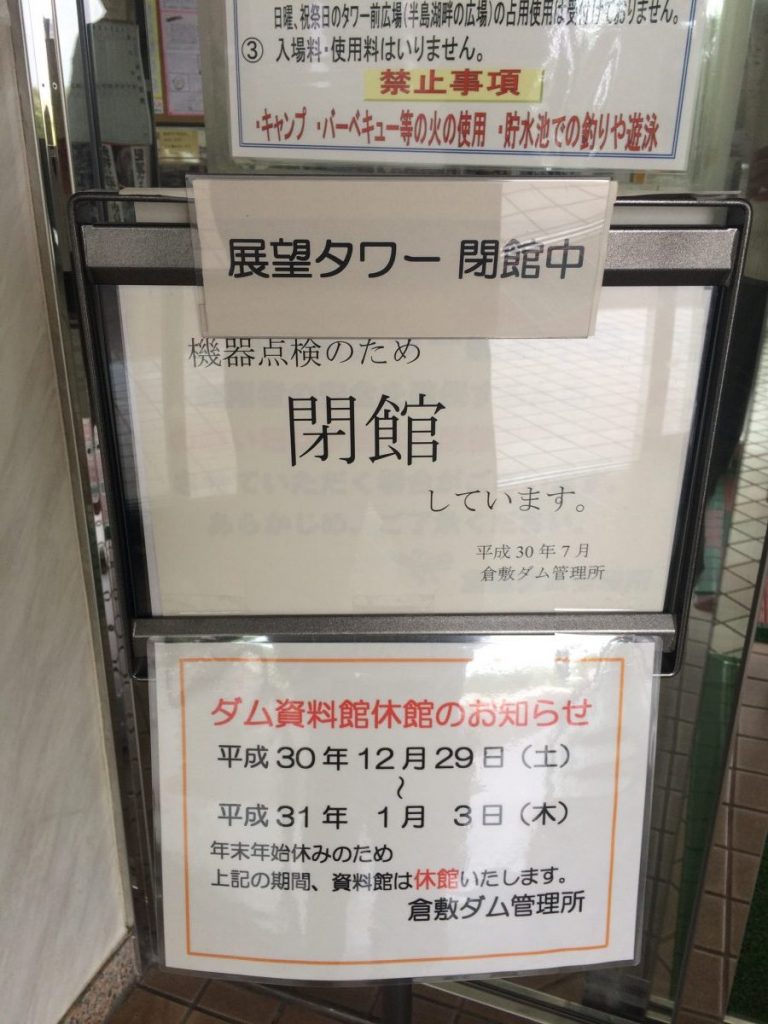 日曜、祝祭日のタワー前広場(半島湖畔の広場)の占用使用は受付けておりません。
③ 入場料・使用料はいりません。
禁止事項
・キャンプ ・バーベキュー等の火の使用 ・貯水池での釣りや遊泳
展望タワー 閉館中
機器点検のため
閉館
しています。
平成30年7月
倉敷ダム管理所
ダム資料館休館のお知らせ
平成30年12月29日(土)
~
平成31年 1月 3日(木)
年末年始休みのため
上記の期間、資料館は休館いたします。
倉敷ダム管理所